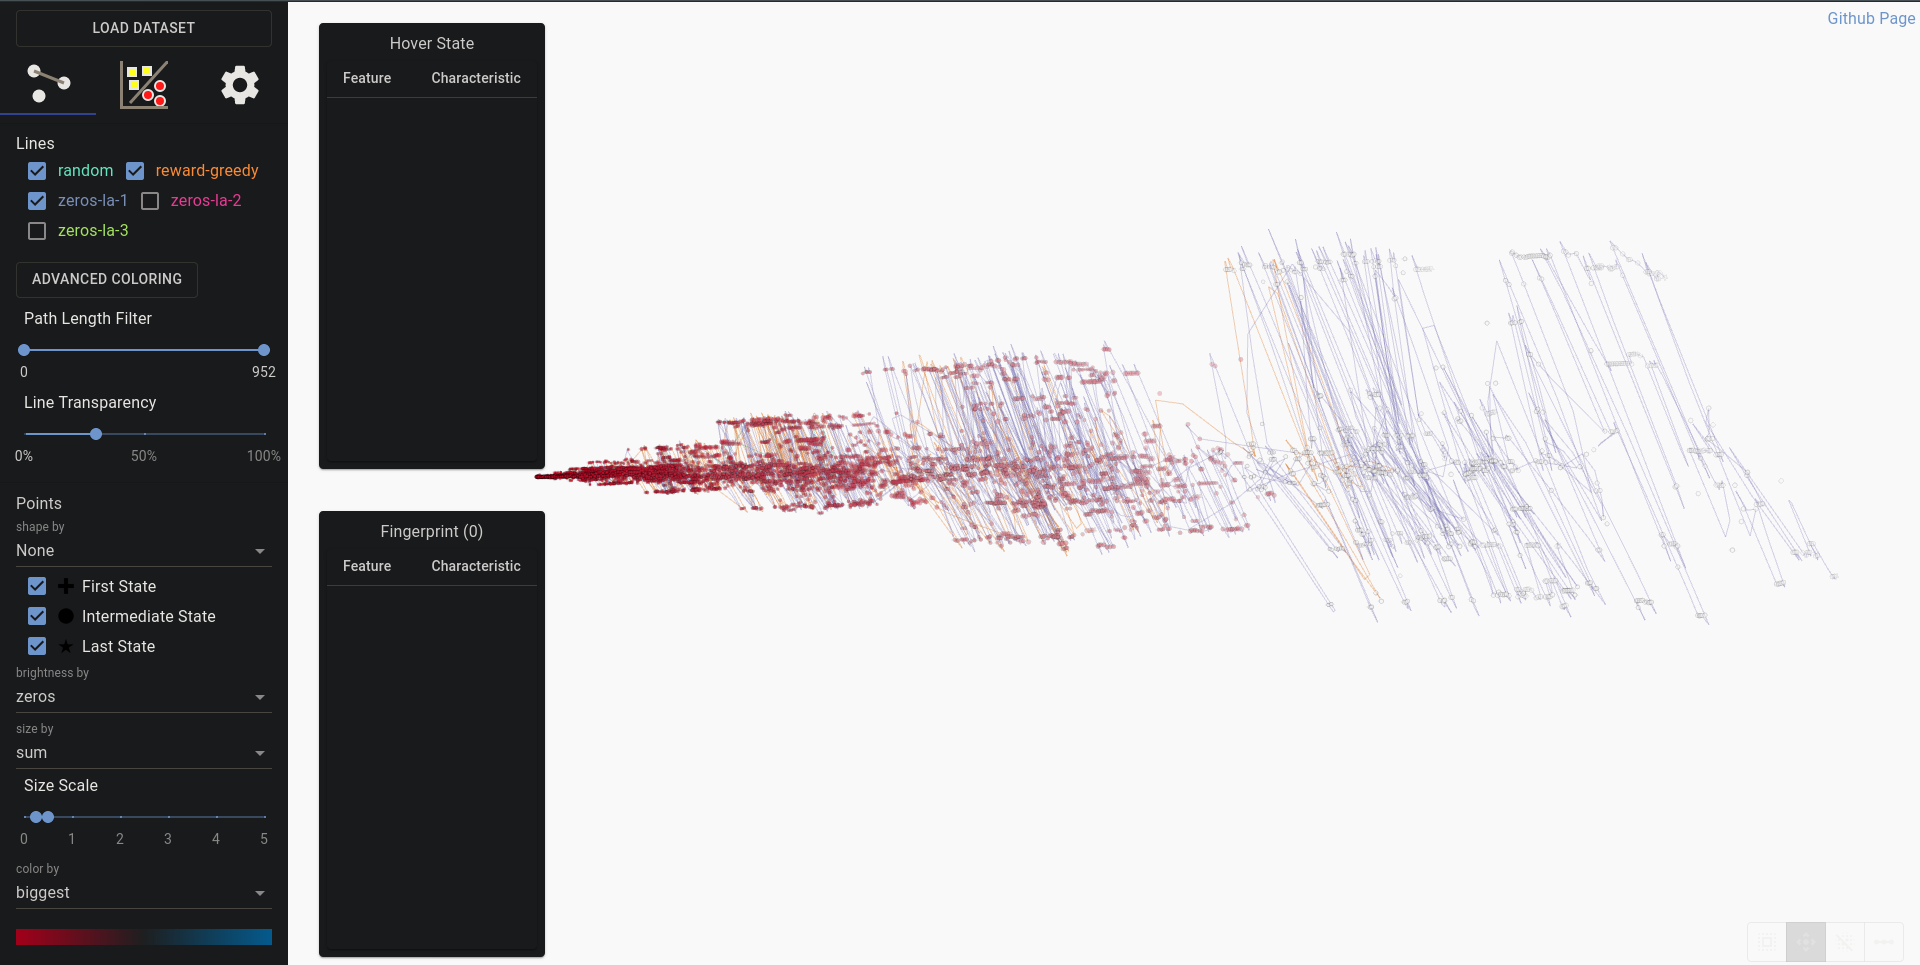 LOAD DATASET
Lines
random reward-greedy
zeros-la-1 zeros-la-2
zeros-la-3
ADVANCED COLORING
Path Length Filter
0 952
Line Transparency
0% 50% 100%
Points
shape by
None
First State
Intermediate State
Last State
brightness by
zeros
size by
sum
Size Scale
0 1 2 3 4 5
color by
biggest
Hover State
Feature Characteristic
Fingerprint (0)
Feature Characteristic
Github Page